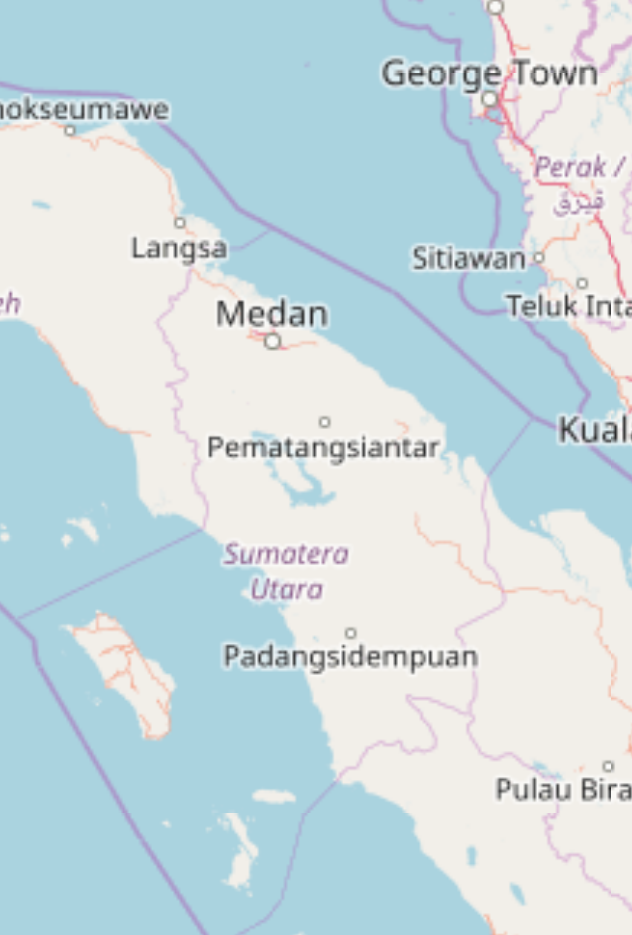 George Town
hokseumawe
Perak /
ڤيرق
Langsa
Sitiawan
eh
Medan
Teluk Inta
Kuala
Pematangsiantar
Sumatera
Utara
Padangsidempuan
Pulau Bira